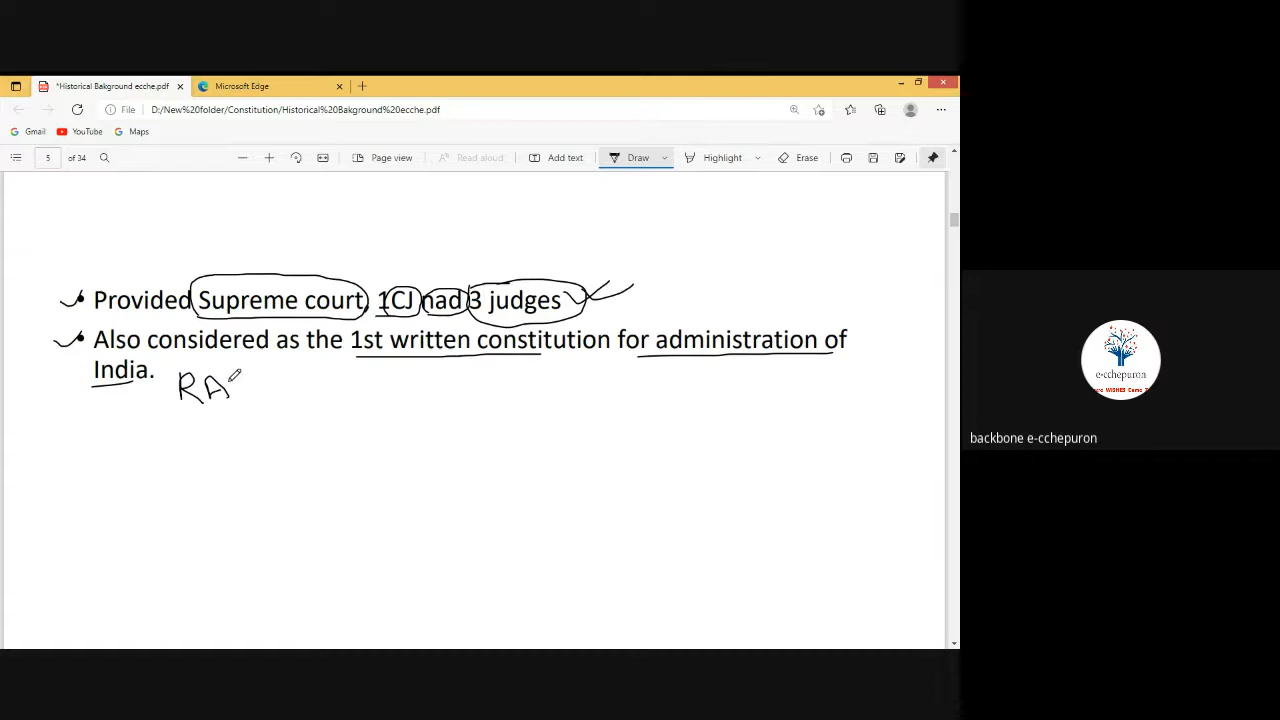 *Historical Bakground ecche.pdf
Microsoft Edge
File
D:/New%20folder/Constitution/Historical%20Bakground%20ecche.pdf
Gmail YouTube Maps
5 of 34
Page view
Read aloud
Add text
Draw
Highlight
Erase
• Provided Supreme court, 1CJ nad 3 judges
• Also considered as the 1st written constitution for administration of
India.
RA
e-cchepuron
backbone e-cchepuron